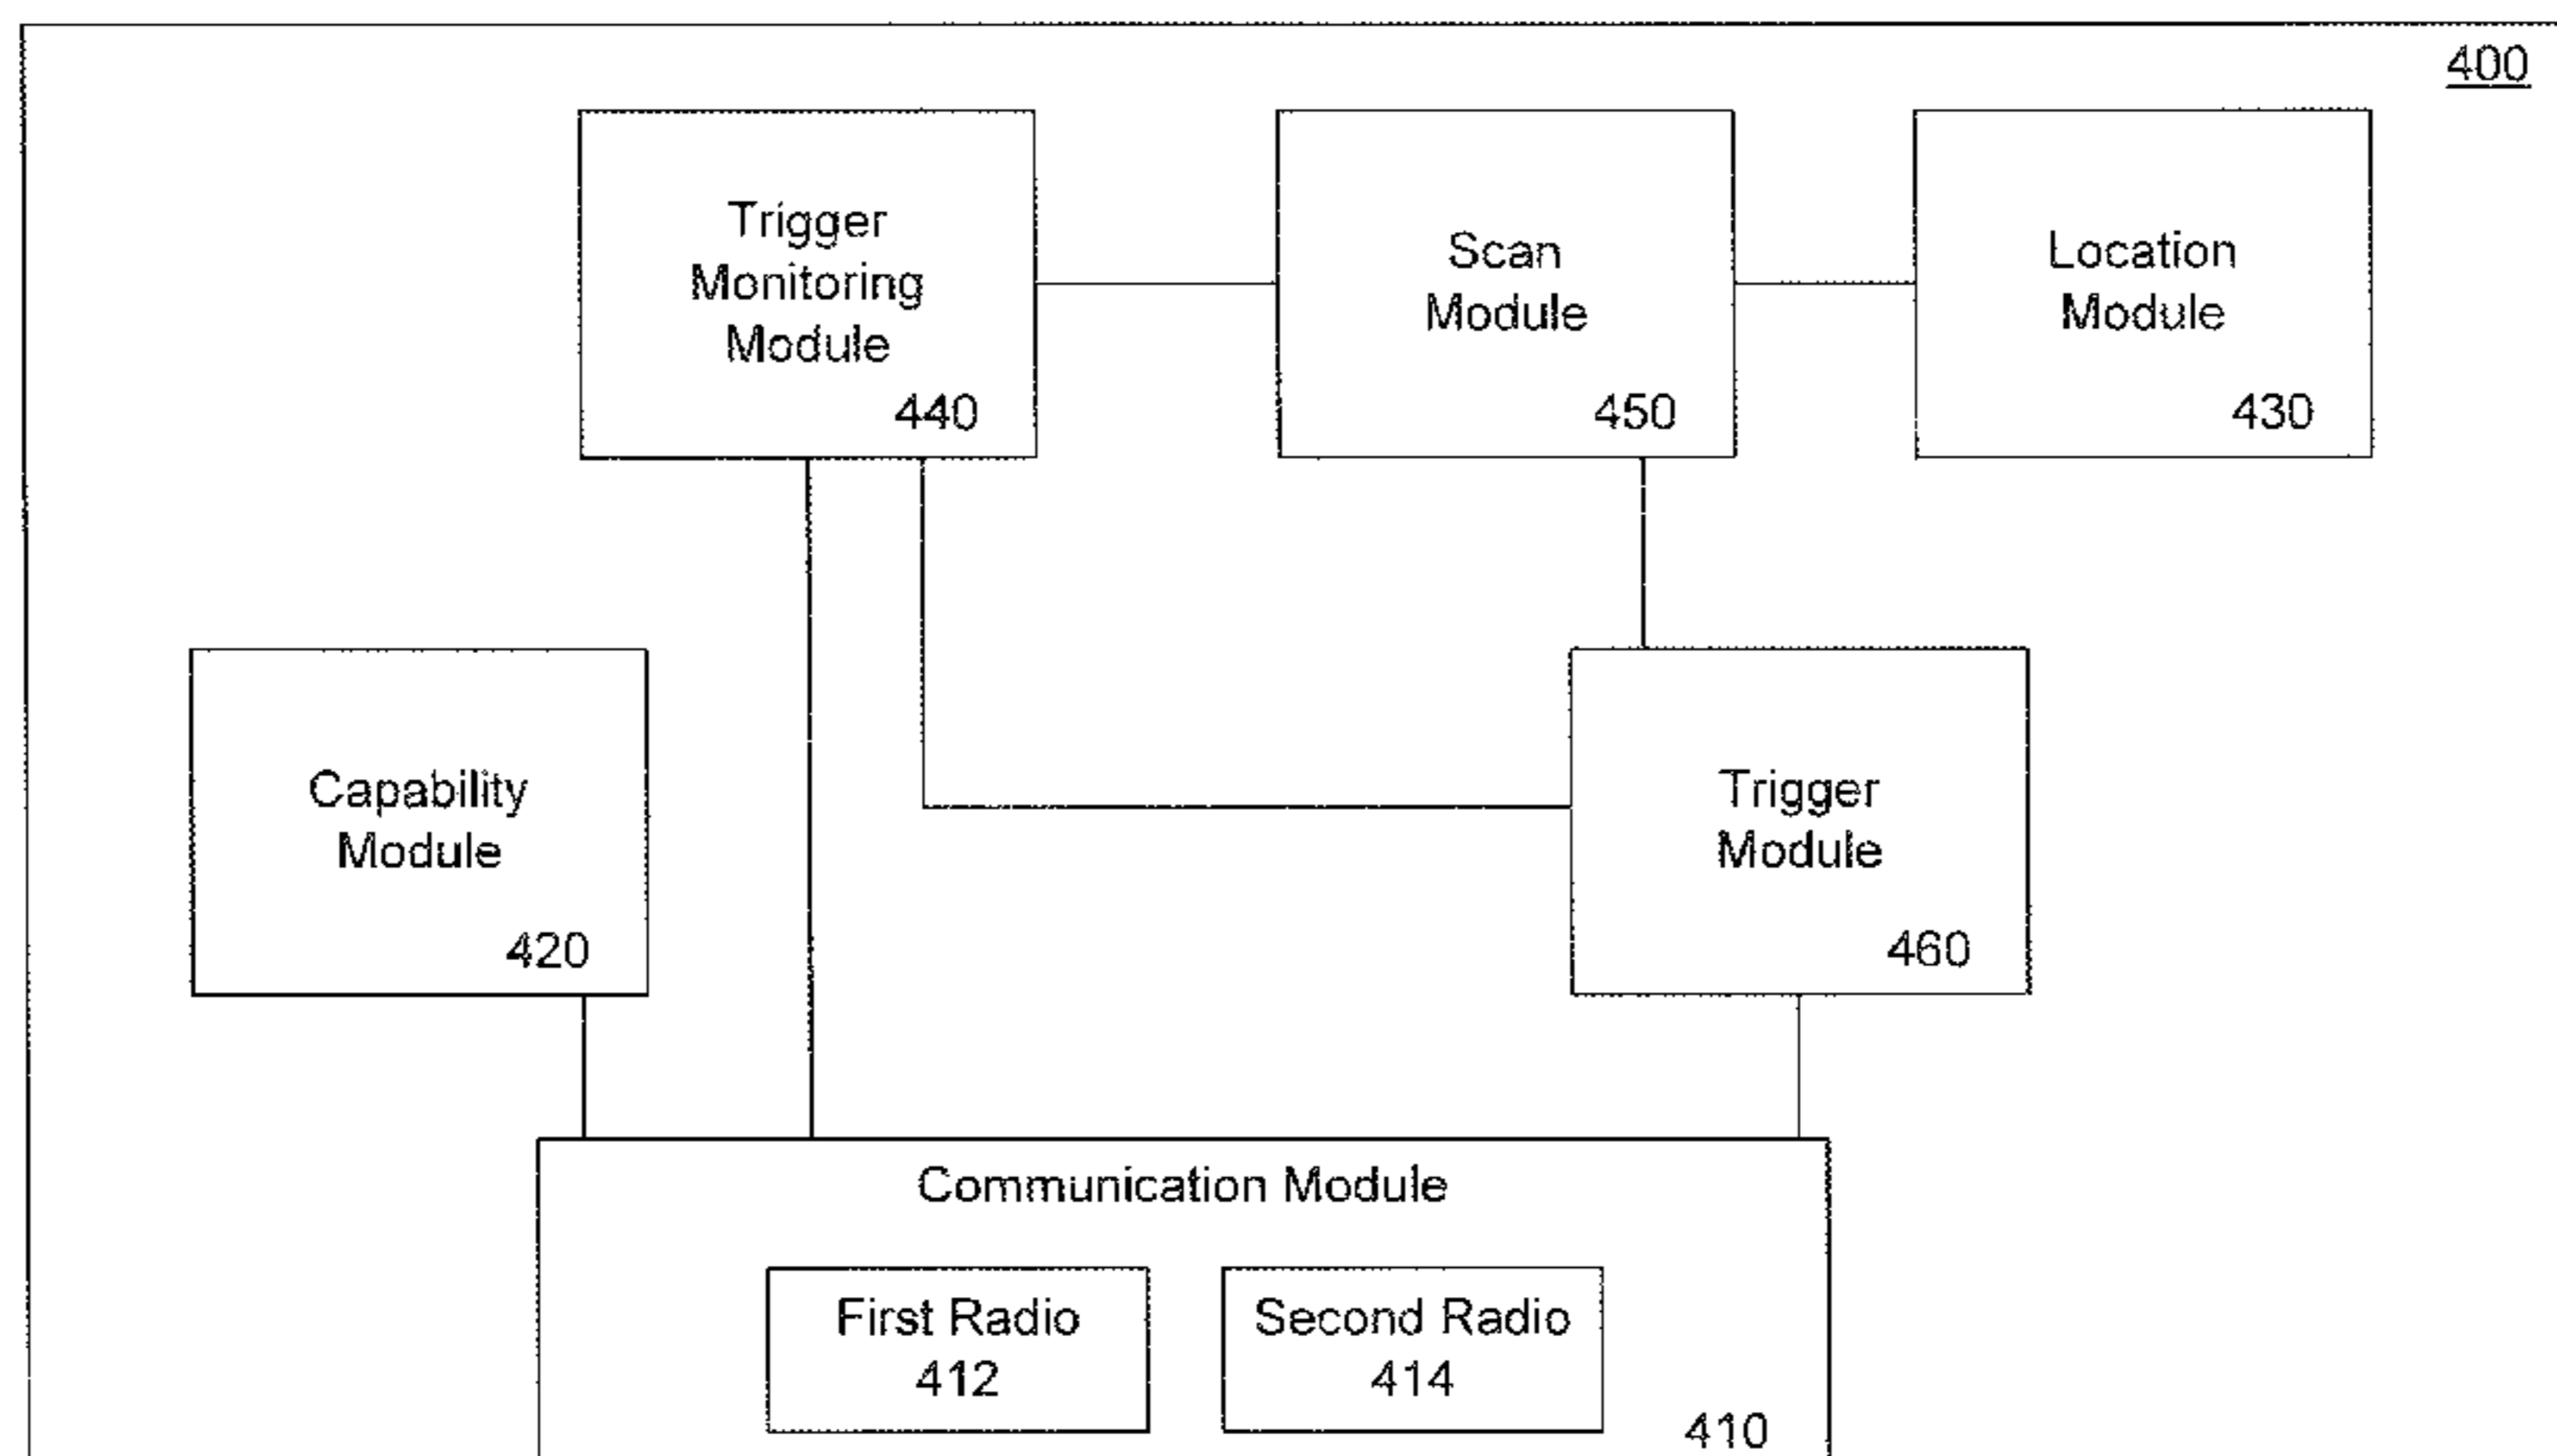 400
Trigger
Monitoring
Module
440
Scan
Module
450
Location
Module
430
Capability
Module
420
Trigger
Module
460
Communication Module
First Radio
412
Second Radio
414
410